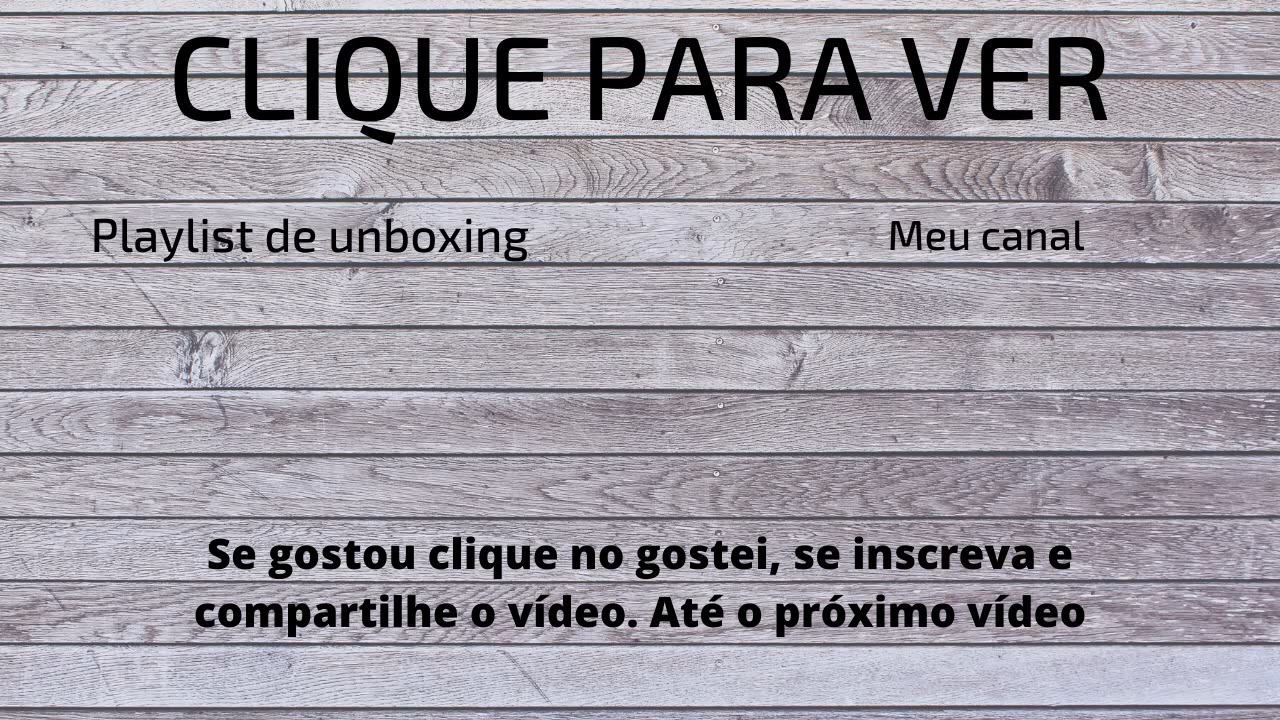 CLIQUE PARA VER
Playlist de unboxing
Meu canal
Se gostou clique no gostei, se inscreva e
compartilhe o vídeo. Até o próximo vídeo